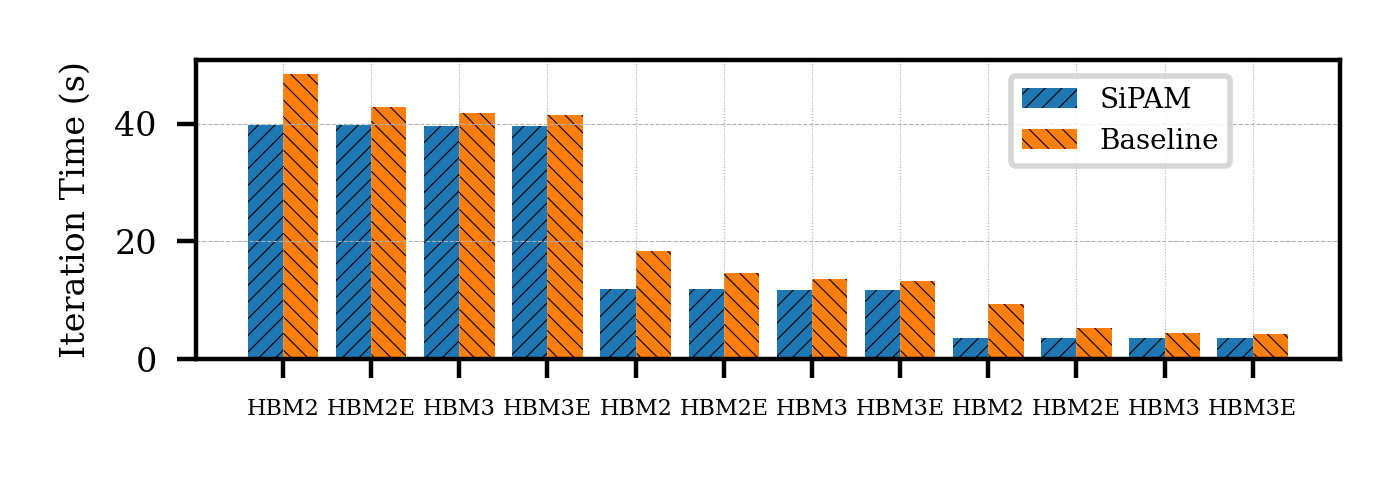 Iteration Time (s)
40
20
0
SiPAM
Baseline
HBM2 HBM2E HBM3 HBM3E HBM2 HBM2E HBM3 HBM3E HBM2 HBM2E HBM3 HBM3E